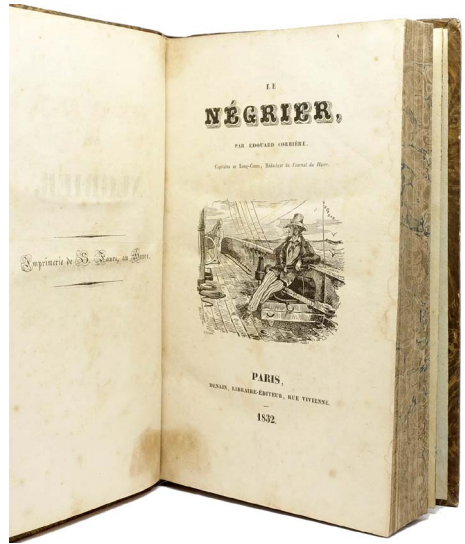 Imprimerie de S. Faure, au Havre.
LE
NÉGRIER,
PAR EDOUARD CORBIÈRE.
Capitaine au Long-Cours, Rédacteur du Journal du Havre.
PARIS,
DENAIN, LIBRAIRE-ÉDITEUR, RUE VIVIENNE.
1832.